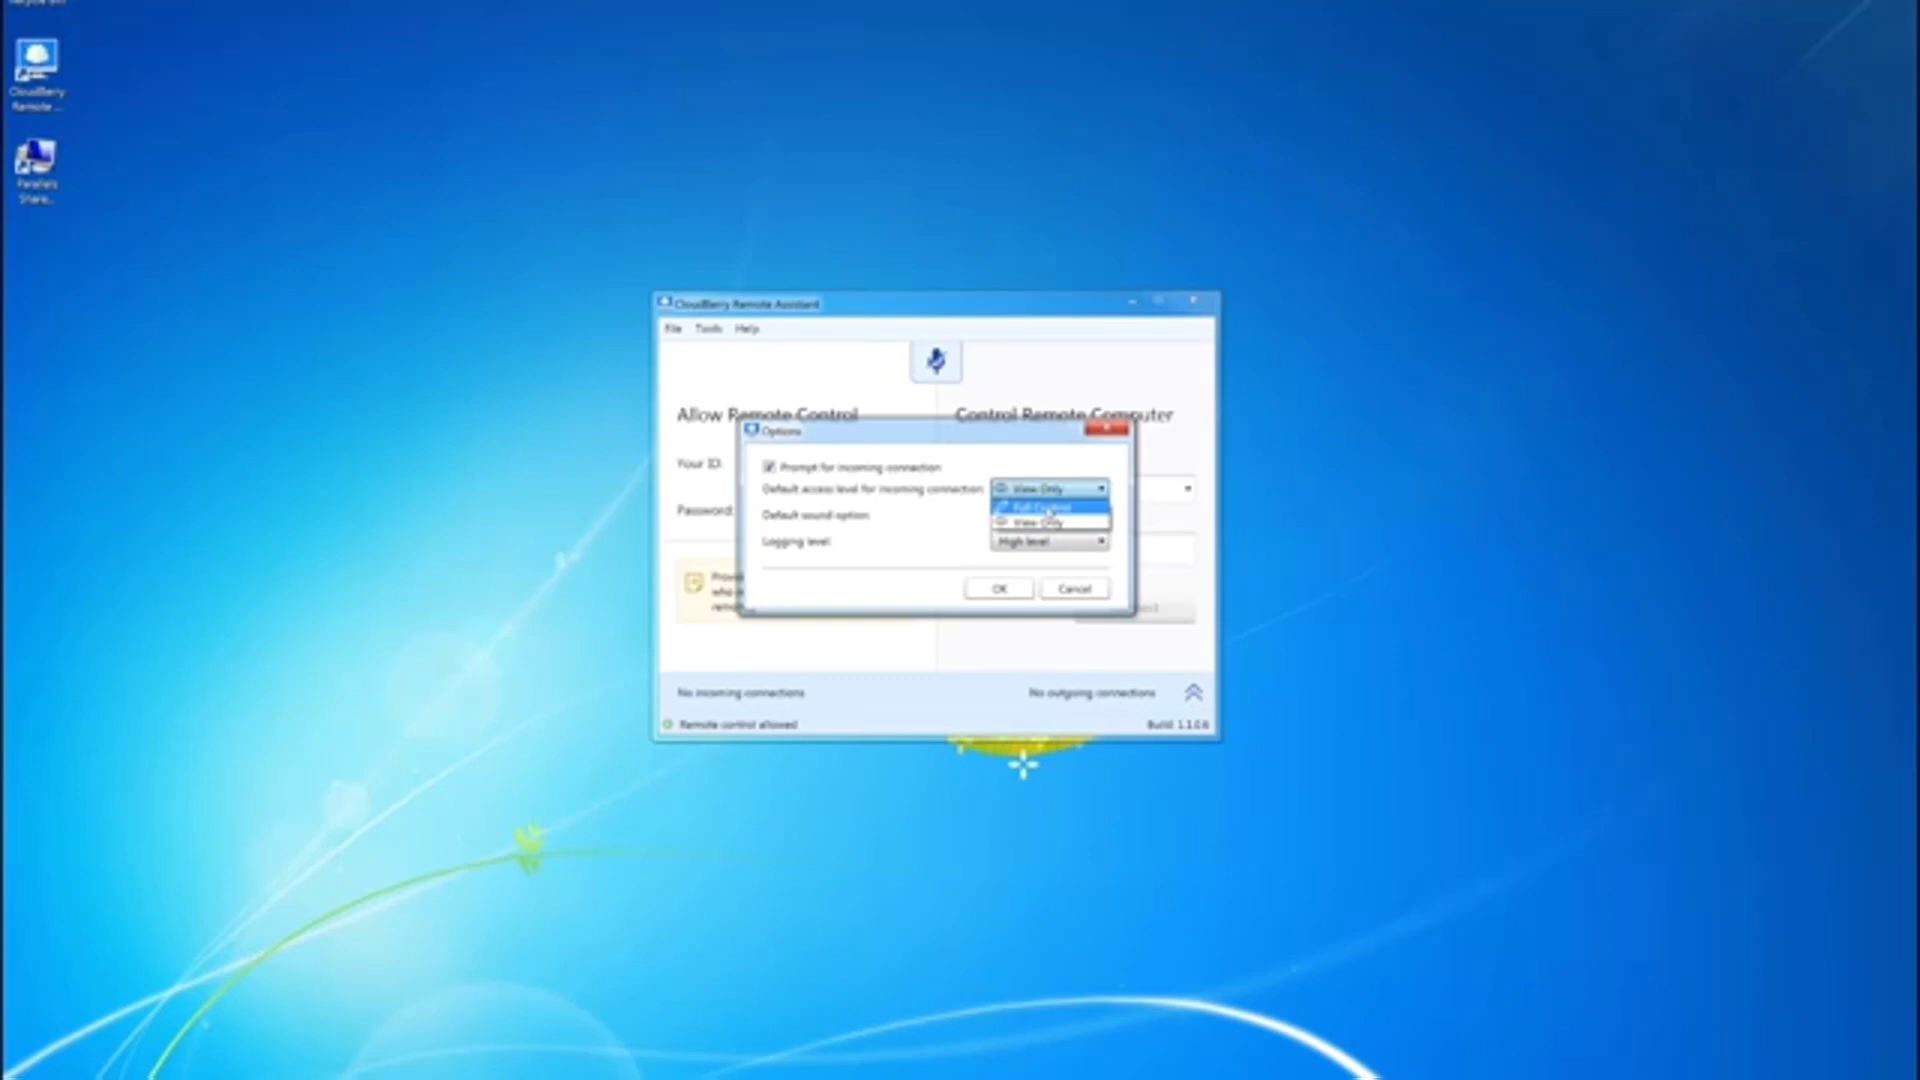 CloudBerry
Remote ...
Parallels
Share...
CloudBerry Remote Assistant
File Tools Help
Allow Remote Control
Control Remote Computer
Your ID:
Password:
Options
Prompt for incoming connection
Default access level for incoming connection:
View Only
Full Control
View Only
Default sound option:
Logging level:
High level
OK
Cancel
No incoming connections
No outgoing connections
Remote control allowed